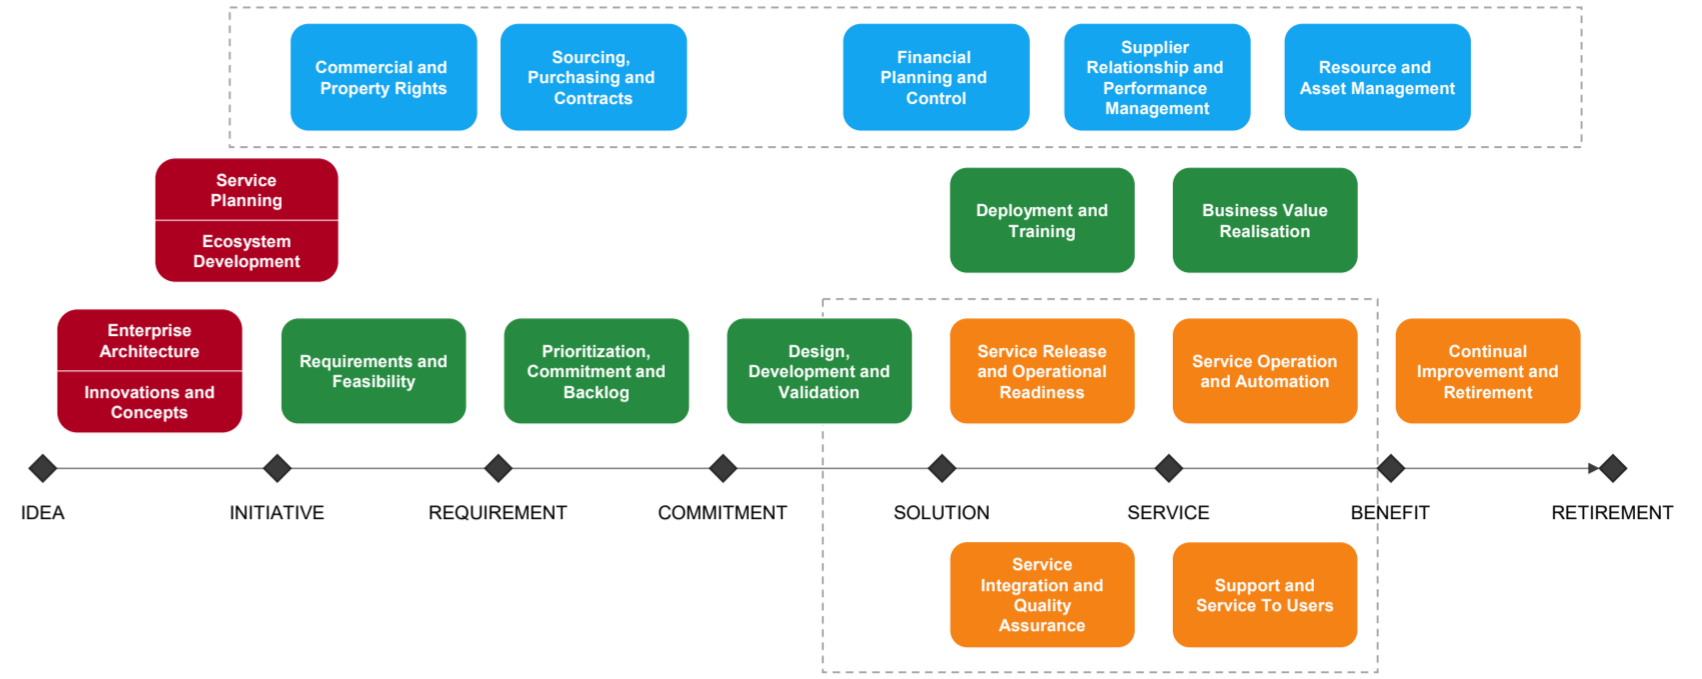 Commercial and
Property Rights
Sourcing,
Purchasing and
Contracts
Financial
Planning and
Control
Supplier
Relationship and
Performance
Management
Resource and
Asset Management
Service
Planning
Ecosystem
Development
Deployment and
Training
Business Value
Realisation
Enterprise
Architecture
Innovations and
Concepts
Requirements and
Feasibility
Prioritization,
Commitment and
Backlog
Design,
Development and
Validation
Service Release
and Operational
Readiness
Service Operation
and Automation
Continual
Improvement and
Retirement
IDEA
INITIATIVE
REQUIREMENT
COMMITMENT
SOLUTION
SERVICE
BENEFIT
RETIREMENT
Service
Integration and
Quality
Assurance
Support and
Service To Users